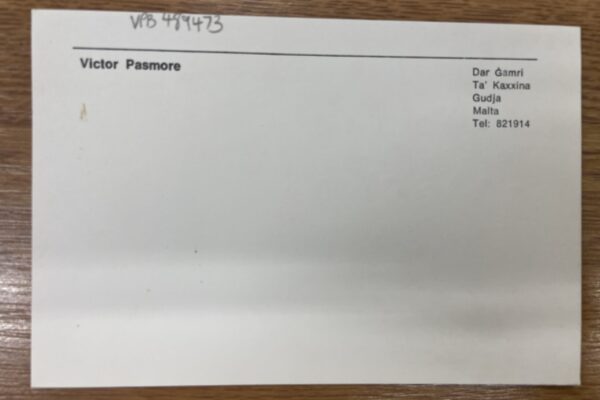 VPB 489473
Victor Pasmore
Dar Ġamri
Ta' Kaxxina
Gudja
Malta
Tel: 821914